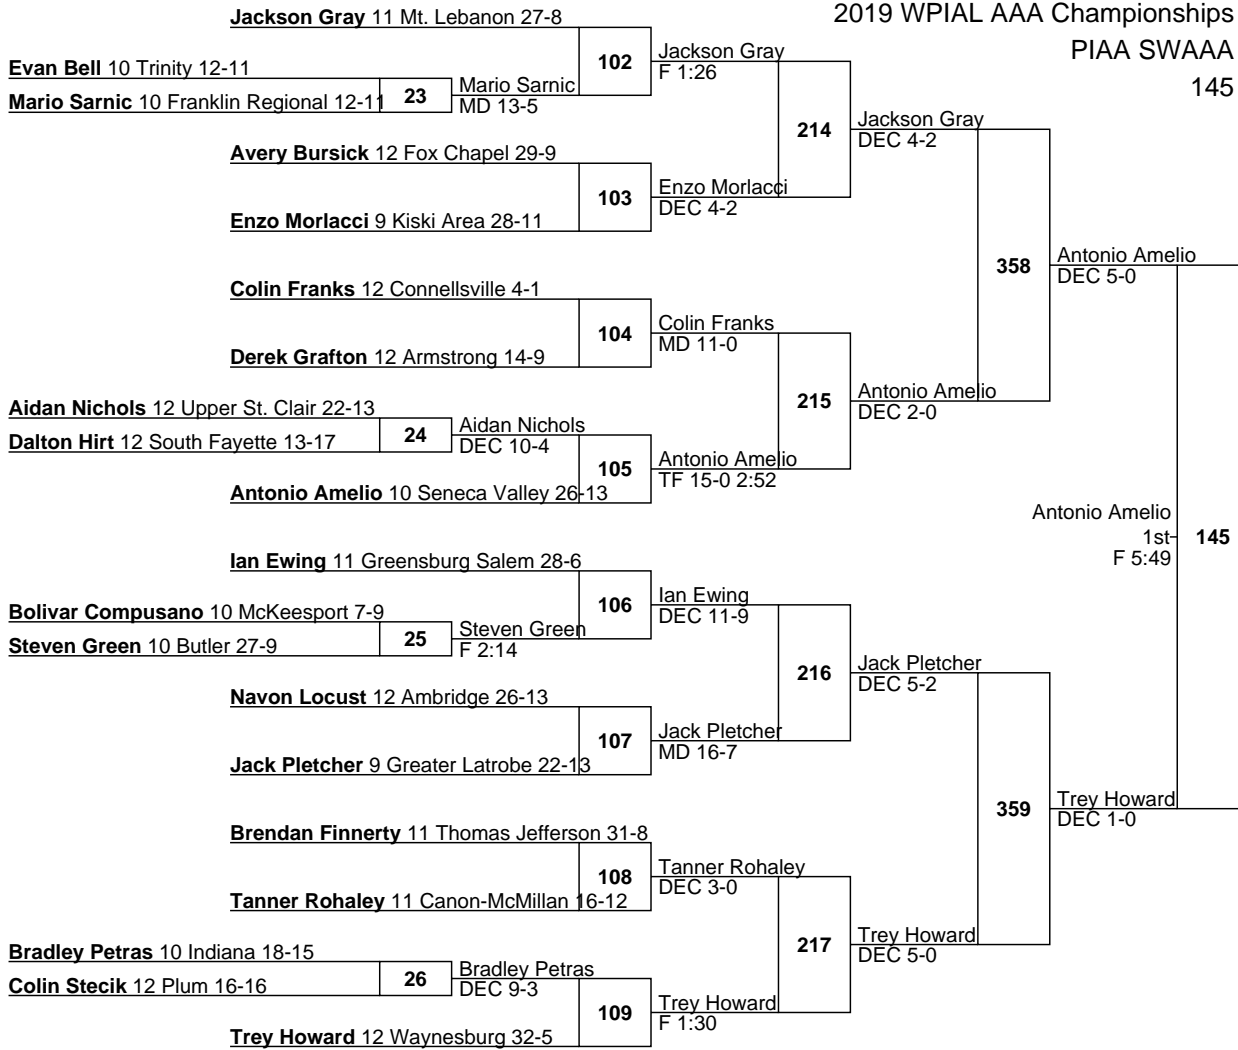 2019 WPIAL AAA Championships
PIAA SWAAA
145
Jackson Gray 11 Mt. Lebanon 27-8
102
Jackson Gray
F 1:26
Evan Bell 10 Trinity 12-11
Mario Sarnic 10 Franklin Regional 12-11
23
Mario Sarnic
MD 13-5
214
Jackson Gray
DEC 4-2
Avery Bursick 12 Fox Chapel 29-9
103
Enzo Morlacci
DEC 4-2
Enzo Morlacci 9 Kiski Area 28-11
358
Antonio Amelio
DEC 5-0
Colin Franks 12 Connellsville 4-1
104
Colin Franks
MD 11-0
Derek Grafton 12 Armstrong 14-9
215
Antonio Amelio
DEC 2-0
Aidan Nichols 12 Upper St. Clair 22-13
Dalton Hirt 12 South Fayette 13-17
24
Aidan Nichols
DEC 10-4
105
Antonio Amelio
TF 15-0 2:52
Antonio Amelio 10 Seneca Valley 26-13
Antonio Amelio
1st
F 5:49
145
Ian Ewing 11 Greensburg Salem 28-6
106
Ian Ewing
DEC 11-9
Bolivar Compusano 10 McKeesport 7-9
Steven Green 10 Butler 27-9
25
Steven Green
F 2:14
216
Jack Pletcher
DEC 5-2
Navon Locust 12 Ambridge 26-13
107
Jack Pletcher
MD 16-7
Jack Pletcher 9 Greater Latrobe 22-13
359
Trey Howard
DEC 1-0
Brendan Finnerty 11 Thomas Jefferson 31-8
108
Tanner Rohaley
DEC 3-0
Tanner Rohaley 11 Canon-McMillan 16-12
217
Trey Howard
DEC 5-0
Bradley Petras 10 Indiana 18-15
Colin Stecik 12 Plum 16-16
26
Bradley Petras
DEC 9-3
109
Trey Howard
F 1:30
Trey Howard 12 Waynesburg 32-5